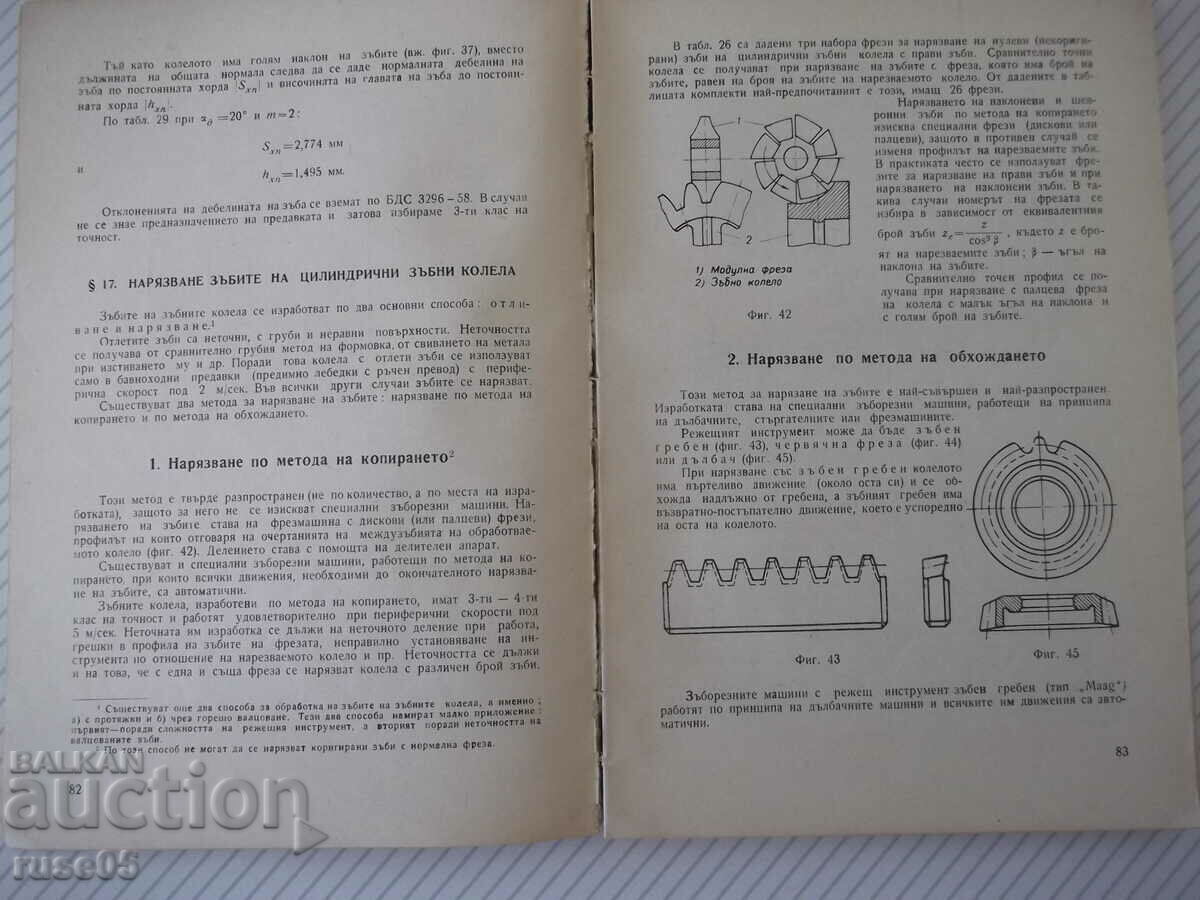 Тъй като колелото има голям наклон на зъбите (вж. фиг. 37), вместо
дължината на общата нормала следва да се даде нормалната дебелина на
зъба по постоянната хорда |Sхп| и височината на главата на зъба до постоян-
ната хорда |hхп|.
По табл. 29 при α∂ =20° и m=2:
Sхп=2,774 мм
и
hхп=1,495 мм.
Отклоненията на дебелината на зъба се вземат по БДС 3296–58. В случая
не се знае предназначението на предавката и затова избираме 3-ти клас на
точност.
§ 17. НАРЯЗВАНЕ ЗЪБИТЕ НА ЦИЛИНДРИЧНИ ЗЪБНИ КОЛЕЛА
Зъбите на зъбните колела се изработват по два основни способа: отли-
ване и нарязване.¹
Отлетите зъби са неточни, с груби и неравни повърхности. Неточността
се получава от сравнително грубия метод на формовка, от свиването на метала
при изстиването му и др. Поради това колела с отлети зъби се използуват
само в бавноходни предавки (предимно лебедки с ръчен превод) с перифе-
рична скорост под 2 м/сек. Във всички други случаи зъбите се нарязват.
Съществуват два метода за нарязване на зъбите: нарязване по метода на
копирането и по метода на обхождането.
1. Нарязване по метода на копирането²
Този метод е твърде разпространен (не по количество, а по места на изра-
ботката), защото за него не се изискват специални зъборезни машини. На-
рязването на зъбите става на фрезмашина с дискови (или палцеви) фрези,
профилът на които отговаря на очертанията на междузъбията на обработвае-
мото колело (фиг. 42). Делението става с помощта на делителен апарат.
Съществуват и специални зъборезни машини, работещи по метода на ко-
пирането, при които всички движения, необходими до окончателното нарязва-
не на зъбите, са автоматични.
Зъбните колела, изработени по метода на копирането, имат 3-ти — 4-ти
клас на точност и работят удовлетворително при периферични скорости под
5 м/сек. Неточната им изработка се дължи на неточното деление при работа,
грешки в профила на зъбите на фрезата, неправилно установяване на ин-
струмента по отношение на нарезваемото колело и пр. Неточността се дължи
и на това, че с една и съща фреза се нарязват колела с различен брой зъби.
¹ Съществуват още два способа за обработка на зъбите на зъбните колела, а именно:
а) с протяжки и б) чрез горещо валцоване. Тези два способа намират малко приложение:
първият—поради сложността на режещия инструмент, а вторият поради неточността на
валцованите зъби.
² По този способ не могат да се нарязват коригирани зъби с нормална фреза.
82
В табл. 26 са дадени три набора фрези за нарязване на нулеви (некориги-
рани) зъби на цилиндрични зъбни колела с прави зъби. Сравнително точни
колела се получават при нарязване на зъбите с фреза, която има брой на
зъбите, равен на броя на зъбите на нарезваемото колело. От дадените в таб-
лицата комплекти най-предпочитаният е този, имащ 26 фрези.
Нарязването на наклонени и шев-
ронни зъби по метода на копирането
изисква специални фрези (дискови или
палцеви), защото в противен случай се
изменя профилът на нарезваемите зъби.
В практиката често се използуват фре-
зите за нарязване на прави зъби и при
нарязването на наклонени зъби. В та-
кива случаи номерът на фрезата се
избира в зависимост от еквивалентния
брой зъби zₑ= z/cos³ β , където z е бро-
ят на нарезваемите зъби; β — ъгъл на
наклона на зъбите.
Сравнително точен профил се по-
лучава при нарязване с палцева фреза
на колела с малък ъгъл на наклона и
с голям брой на зъбите.
1
2
1) Модулна фреза
2) Зъбно колело
Фиг. 42
2. Нарязване по метода на обхождането
Този метод за нарязване на зъбите е най-съвършен и най-разпространен.
Изработката става на специални зъборезни машини, работещи на принципа
на дълбачните, стъргателните или фрезмашините.
Режещият инструмент може да бъде зъбен
гребен (фиг. 43), червячна фреза (фиг. 44)
или дълбач (фиг. 45).
При нарязване със зъбен гребен колелото
има въртеливо движение (около оста си) и се об-
хожда надлъжно от гребена, а зъбният гребен има
възвратно-постъпателно движение, което е успоредно
на оста на колелото.
Фиг. 43
Фиг. 45
Зъборезните машини с режещ инструмент зъбен гребен (тип „Maag“)
работят по принципа на дълбачните машини и всичките им движения са авто-
матични.
83
BALKAN
auction
ruse05